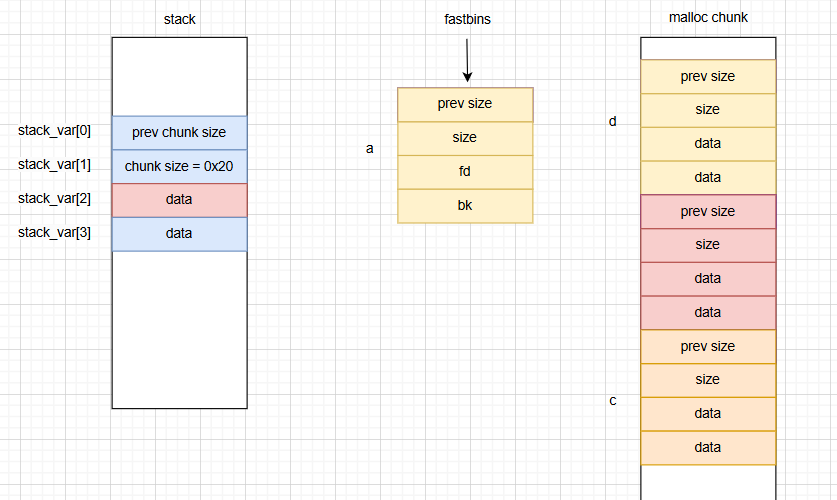 stack
stack_var[0]
prev chunk size
stack_var[1]
chunk size = 0x20
stack_var[2]
data
stack_var[3]
data
fastbins
a
prev size
size
fd
bk
malloc chunk
d
prev size
size
data
data
prev size
size
data
data
c
prev size
size
data
data